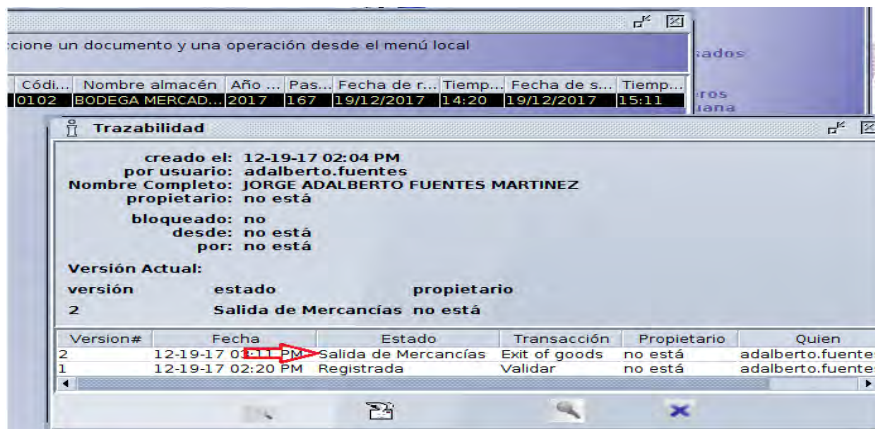 cione un documento y una operación desde el menú local
sados
Códi... Nombre almacén Año ... Pas... Fecha de r... Tiemp... Fecha de s... Tiemp...
ros
0102 BODEGA MERCAD... 2017 167 19/12/2017 14:20 19/12/2017 15:11
iana
Trazabilidad
creado el: 12-19-17 02:04 PM
por usuario: adalberto.fuentes
Nombre Completo: JORGE ADALBERTO FUENTES MARTINEZ
propietario: no está
bloqueado: no
desde: no está
por: no está
Versión Actual:
versión estado propietario
2 Salida de Mercancías no está
Version# Fecha Estado Transacción Propietario Quien
2 12-19-17 03:11 PM Salida de Mercancías Exit of goods no está adalberto.fuente
1 12-19-17 02:20 PM Registrada Validar no está adalberto.fuente